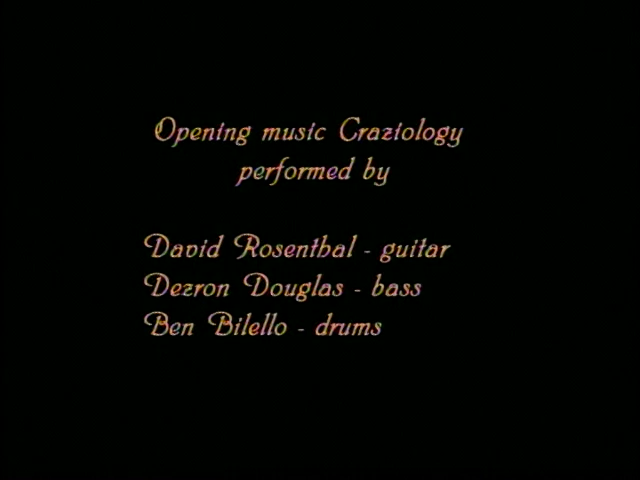 Opening music Craziology
performed by
David Rosenthal - guitar
Dezron Douglas - bass
Ben Bilello - drums